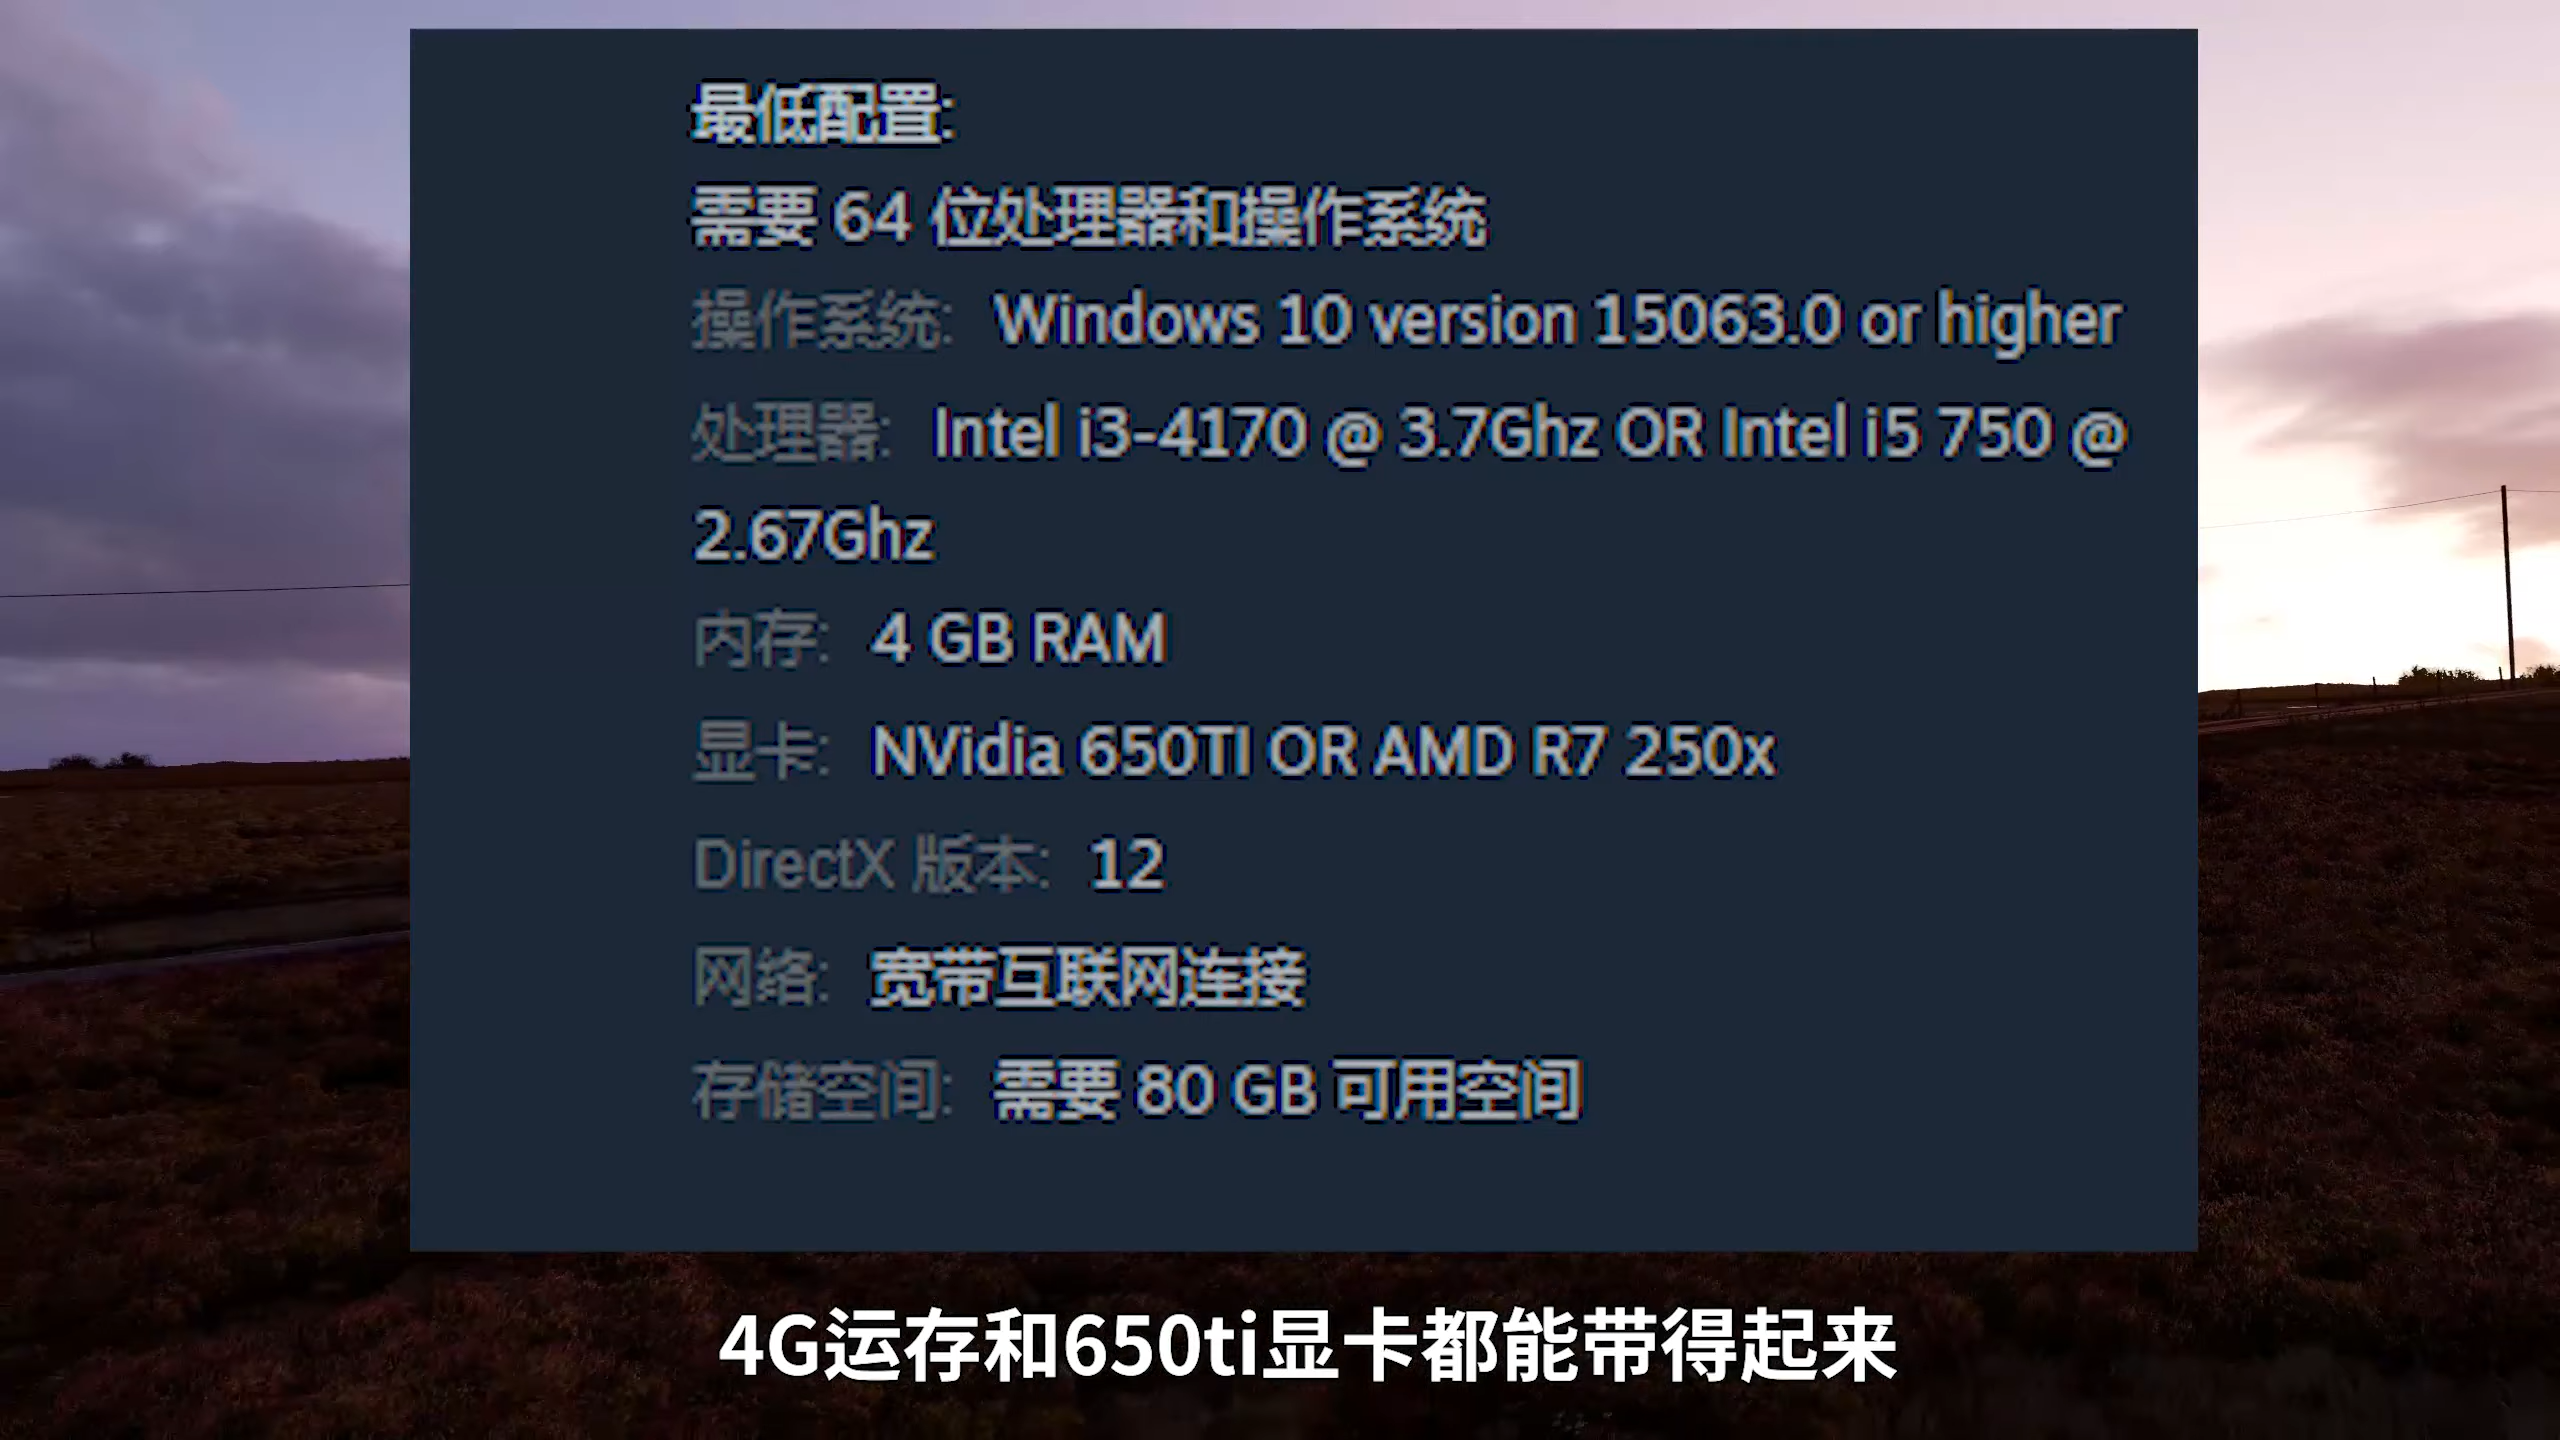 最低配置:
需要 64 位处理器和操作系统
操作系统: Windows 10 version 15063.0 or higher
处理器: Intel i3-4170 @ 3.7Ghz OR Intel i5 750 @
2.67Ghz
内存: 4 GB RAM
显卡: NVidia 650TI OR AMD R7 250x
DirectX 版本: 12
网络: 宽带互联网连接
存储空间: 需要 80 GB 可用空间
4G运存和650ti显卡都能带得起来